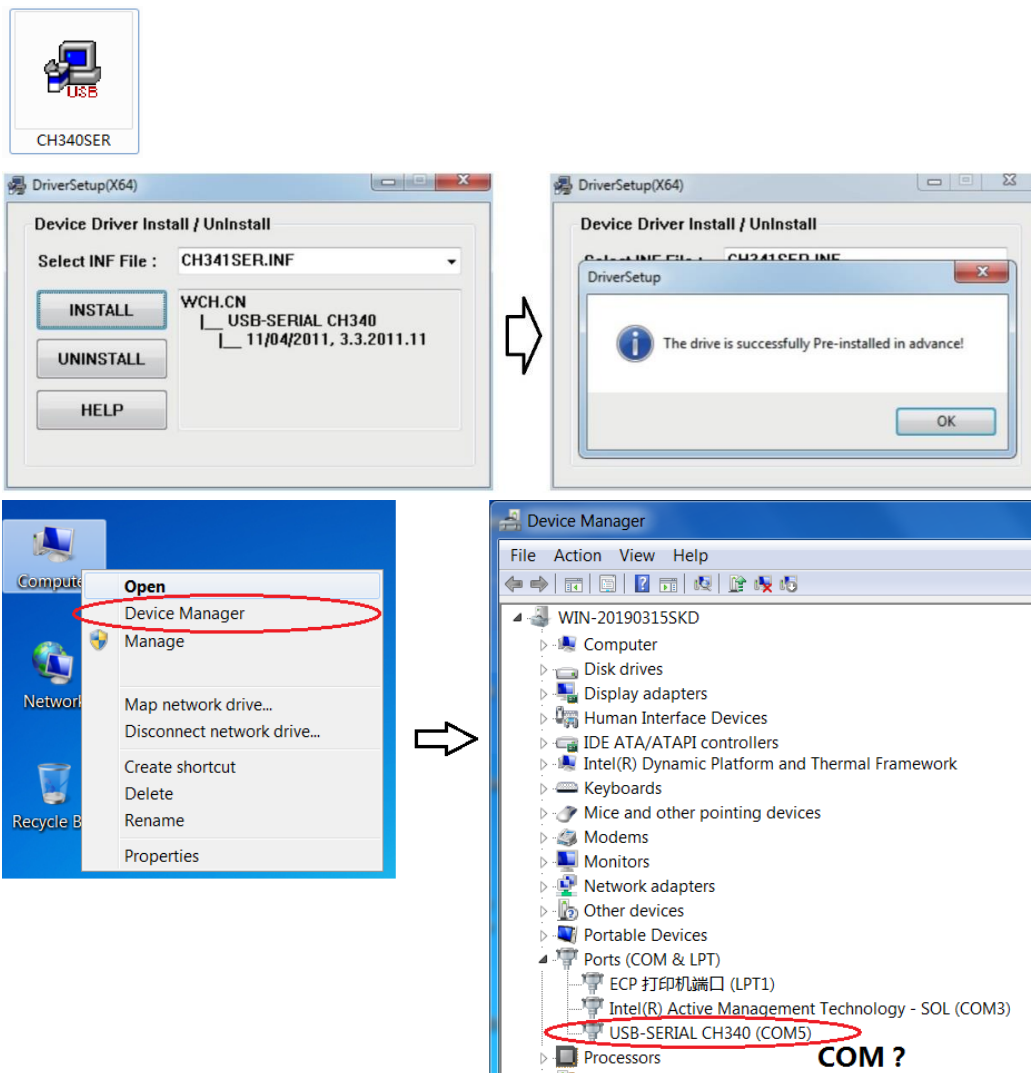 USB
CH340SER
DriverSetup(X64)
Device Driver Install / UnInstall
Select INF File :
CH341SER.INF
INSTALL
UNINSTALL
HELP
WCH.CN
|__ USB-SERIAL CH340
|__ 11/04/2011, 3.3.2011.11
DriverSetup(X64)
Device Driver Install / UnInstall
Select INF File :
CH341SER.INF
DriverSetup
The drive is successfully Pre-installed in advance!
OK
Network
Open
Device Manager
Manage
Map network drive...
Disconnect network drive...
Create shortcut
Delete
Rename
Properties
Device Manager
File Action View Help
WIN-20190315SKD
Computer
Disk drives
Display adapters
Human Interface Devices
IDE ATA/ATAPI controllers
Intel(R) Dynamic Platform and Thermal Framework
Keyboards
Mice and other pointing devices
Modems
Monitors
Network adapters
Other devices
Portable Devices
Ports (COM & LPT)
ECP 打印机端口 (LPT1)
Intel(R) Active Management Technology - SOL (COM3)
USB-SERIAL CH340 (COM5)
COM ?
Processors